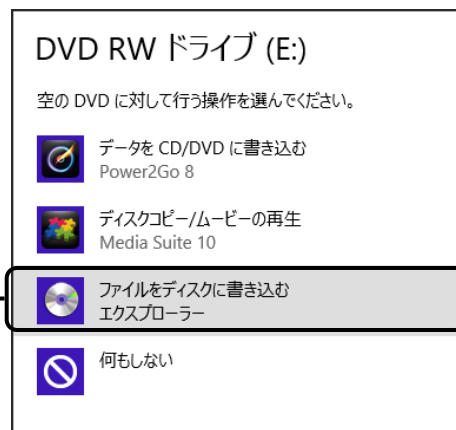 DVD RW ドライブ (E:)
空の DVD に対して行う操作を選んでください。
データを CD/DVD に書き込む
Power2Go 8
ディスクコピー/ムービーの再生
Media Suite 10
ファイルをディスクに書き込む
エクスプローラー
何もしない